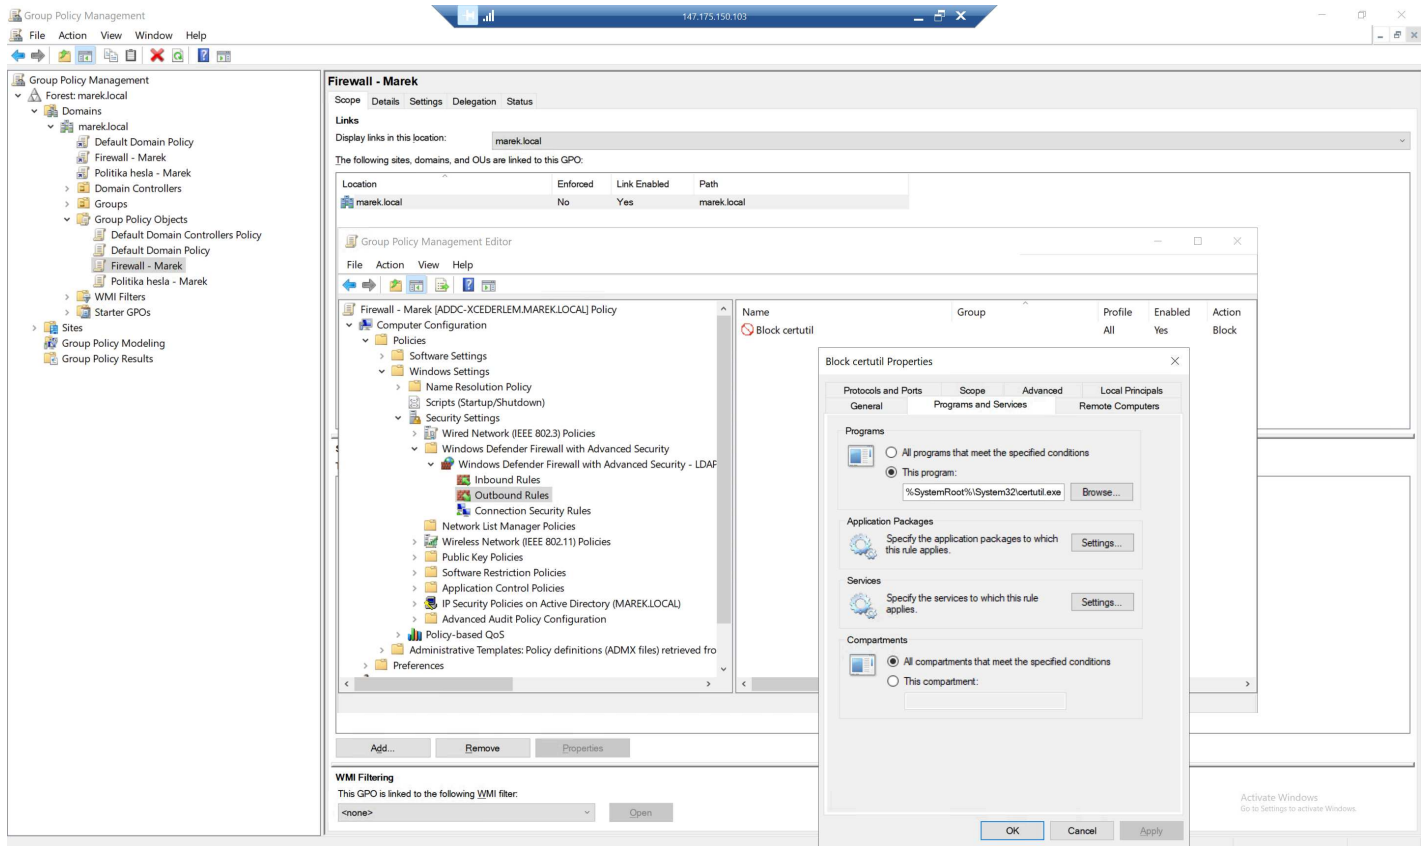 Group Policy Management
147.175.150.103
File Action View Window Help
Group Policy Management
Forest: marek.local
Domains
marek.local
Default Domain Policy
Firewall - Marek
Politika hesla - Marek
Domain Controllers
Groups
Group Policy Objects
Default Domain Controllers Policy
Default Domain Policy
Firewall - Marek
Politika hesla - Marek
WMI Filters
Starter GPOs
Sites
Group Policy Modeling
Group Policy Results
Firewall - Marek
Scope Details Settings Delegation Status
Links
Display links in this location: marek.local
The following sites, domains, and OUs are linked to this GPO:
Location Enforced Link Enabled Path
marek.local No Yes marek.local
Group Policy Management Editor
File Action View Help
Firewall - Marek [ADDC-XCEDERLEM.MAREK.LOCAL] Policy
Computer Configuration
Policies
Software Settings
Windows Settings
Name Resolution Policy
Scripts (Startup/Shutdown)
Security Settings
Wired Network (IEEE 802.3) Policies
Windows Defender Firewall with Advanced Security
Windows Defender Firewall with Advanced Security - LDAP
Inbound Rules
Outbound Rules
Connection Security Rules
Network List Manager Policies
Wireless Network (IEEE 802.11) Policies
Public Key Policies
Software Restriction Policies
Application Control Policies
IP Security Policies on Active Directory (MAREK.LOCAL)
Advanced Audit Policy Configuration
Policy-based QoS
Administrative Templates: Policy definitions (ADMX files) retrieved fro
Preferences
Name Group Profile Enabled Action
Block certutil All Yes Block
Block certutil Properties
Protocols and Ports Scope Advanced Local Principals
General Programs and Services Remote Computers
Programs
All programs that meet the specified conditions
This program:
%SystemRoot%\System32\certutil.exe Browse...
Application Packages
Specify the application packages to which
this rule applies.
Settings...
Services
Specify the services to which this rule
applies.
Settings...
Compartments
All compartments that meet the specified conditions
This compartment:
OK Cancel Apply
Add... Remove Properties
WMI Filtering
This GPO is linked to the following WMI filter:
<none> Open
Activate Windows
Go to Settings to activate Windows.